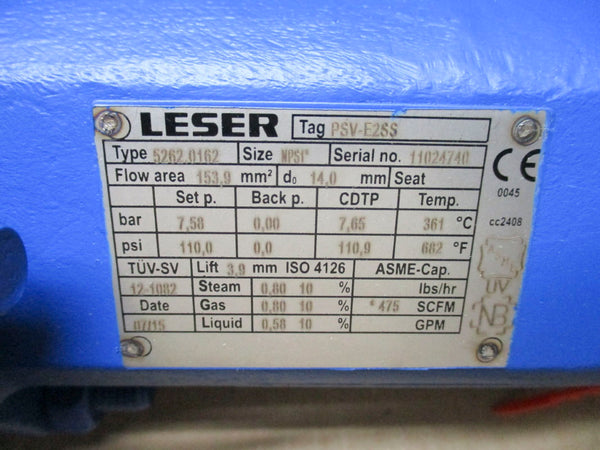 LESER Tag PSV-E2SS
Type 5262.0162 Size NPS1" Serial no. 11024740
Flow area 153,9 mm² d₀ 14,0 mm Seat
Set p. Back p. CDTP Temp.
bar 7,58 0,00 7,65 361 °C
psi 110,0 0,0 110,9 682 °F
TÜV-SV Lift 3,9 mm ISO 4126 ASME-Cap.
12-1082 Steam 0,80 10 % lbs/hr
Date Gas 0,80 10 % *475 SCFM
07/15 Liquid 0,58 10 % GPM
CE
0045
cc2408
UV
NB